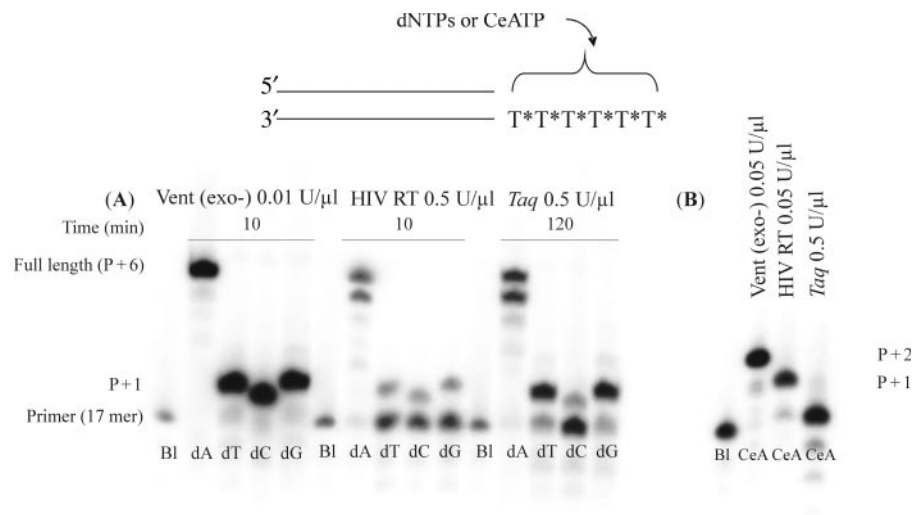 dNTPs or CeATP
5′
3′ T*T*T*T*T*T*
(A) Vent (exo-) 0.01 U/µl HIV RT 0.5 U/µl Taq 0.5 U/µl
Time (min) 10 10 120
Full length (P + 6)
P + 1
Primer (17 mer)
Bl dA dT dC dG Bl dA dT dC dG Bl dA dT dC dG
(B)
Vent (exo-) 0.05 U/µl
HIV RT 0.05 U/µl
Taq 0.5 U/µl
P + 2
P + 1
Bl CeA CeA CeA